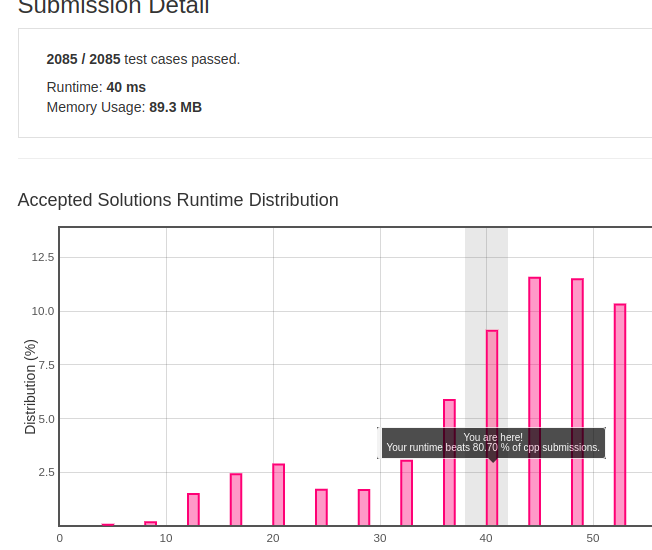 Submission Detail
2085 / 2085 test cases passed.
Runtime: 40 ms
Memory Usage: 89.3 MB
Accepted Solutions Runtime Distribution
12.5
10.0
7.5
5.0
2.5
Distribution (%)
You are here!
Your runtime beats 80.70 % of cpp submissions.
0 10 20 30 40 50